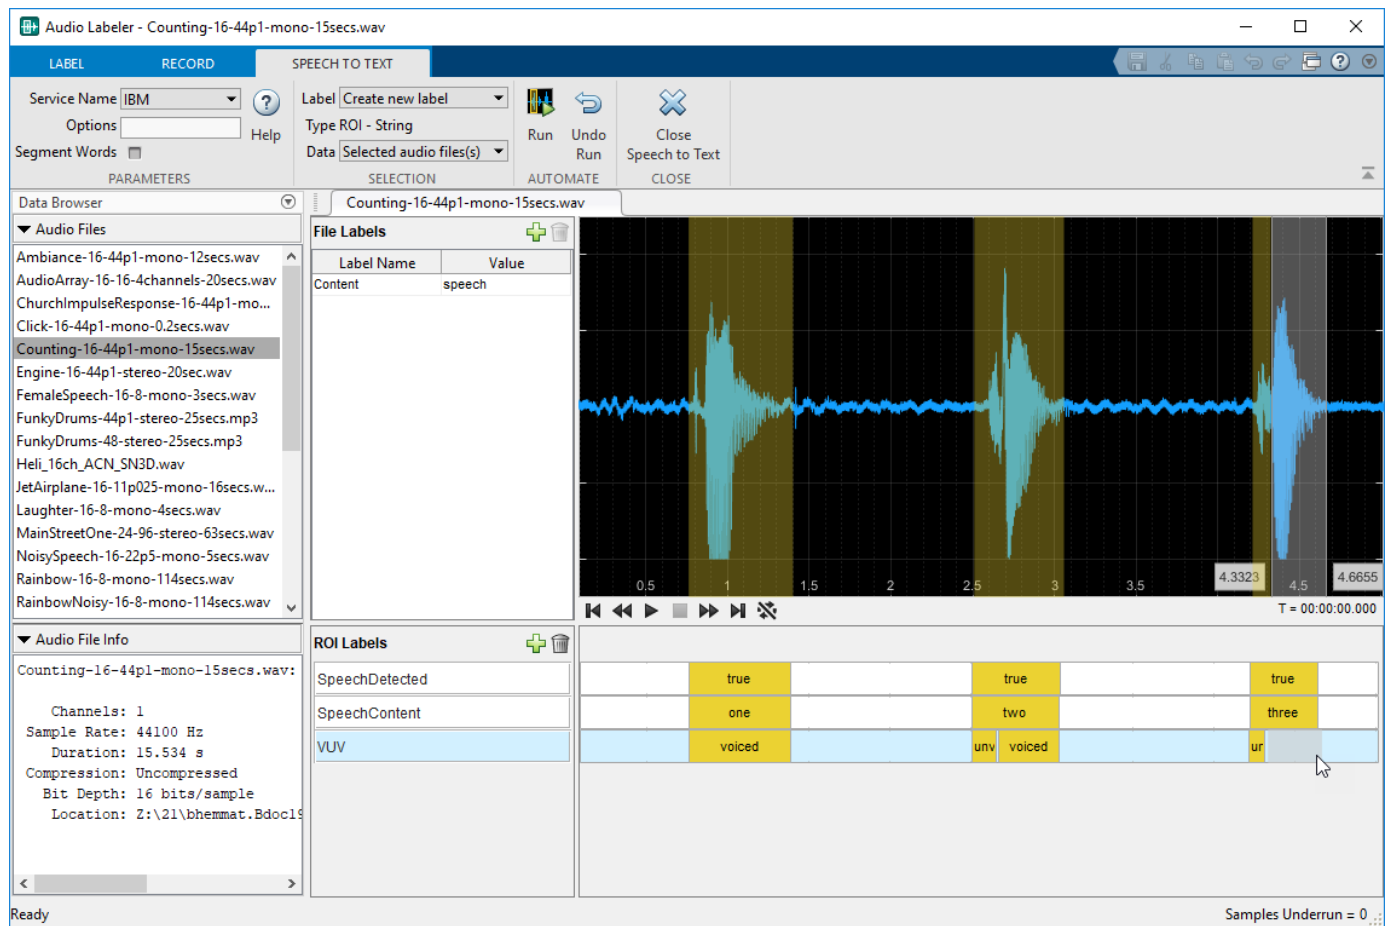 Audio Labeler - Counting-16-44p1-mono-15secs.wav
LABEL RECORD SPEECH TO TEXT
Service Name IBM
Options
Segment Words
Help
PARAMETERS
Label Create new label
Type ROI - String
Data Selected audio files(s)
SELECTION
Run
Undo
Run
AUTOMATE
Close
Speech to Text
CLOSE
Data Browser
Audio Files
Ambiance-16-44p1-mono-12secs.wav
AudioArray-16-16-4channels-20secs.wav
ChurchImpulseResponse-16-44p1-mo...
Click-16-44p1-mono-0.2secs.wav
Counting-16-44p1-mono-15secs.wav
Engine-16-44p1-stereo-20sec.wav
FemaleSpeech-16-8-mono-3secs.wav
FunkyDrums-44p1-stereo-25secs.mp3
FunkyDrums-48-stereo-25secs.mp3
Heli_16ch_ACN_SN3D.wav
JetAirplane-16-11p025-mono-16secs.w...
Laughter-16-8-mono-4secs.wav
MainStreetOne-24-96-stereo-63secs.wav
NoisySpeech-16-22p5-mono-5secs.wav
Rainbow-16-8-mono-114secs.wav
RainbowNoisy-16-8-mono-114secs.wav
Audio File Info
Counting-16-44p1-mono-15secs.wav:
Channels: 1
Sample Rate: 44100 Hz
Duration: 15.534 s
Compression: Uncompressed
Bit Depth: 16 bits/sample
Location: Z:\21\bhemmat.Bdoc19
Counting-16-44p1-mono-15secs.wav
File Labels
Label Name Value
Content speech
0.5 1 1.5 2 2.5 3 3.5 4.3323 4.5 4.6655
T = 00:00:00.000
ROI Labels
SpeechDetected true true true
SpeechContent one two three
VUV voiced unv voiced ur
Ready
Samples Underrun = 0